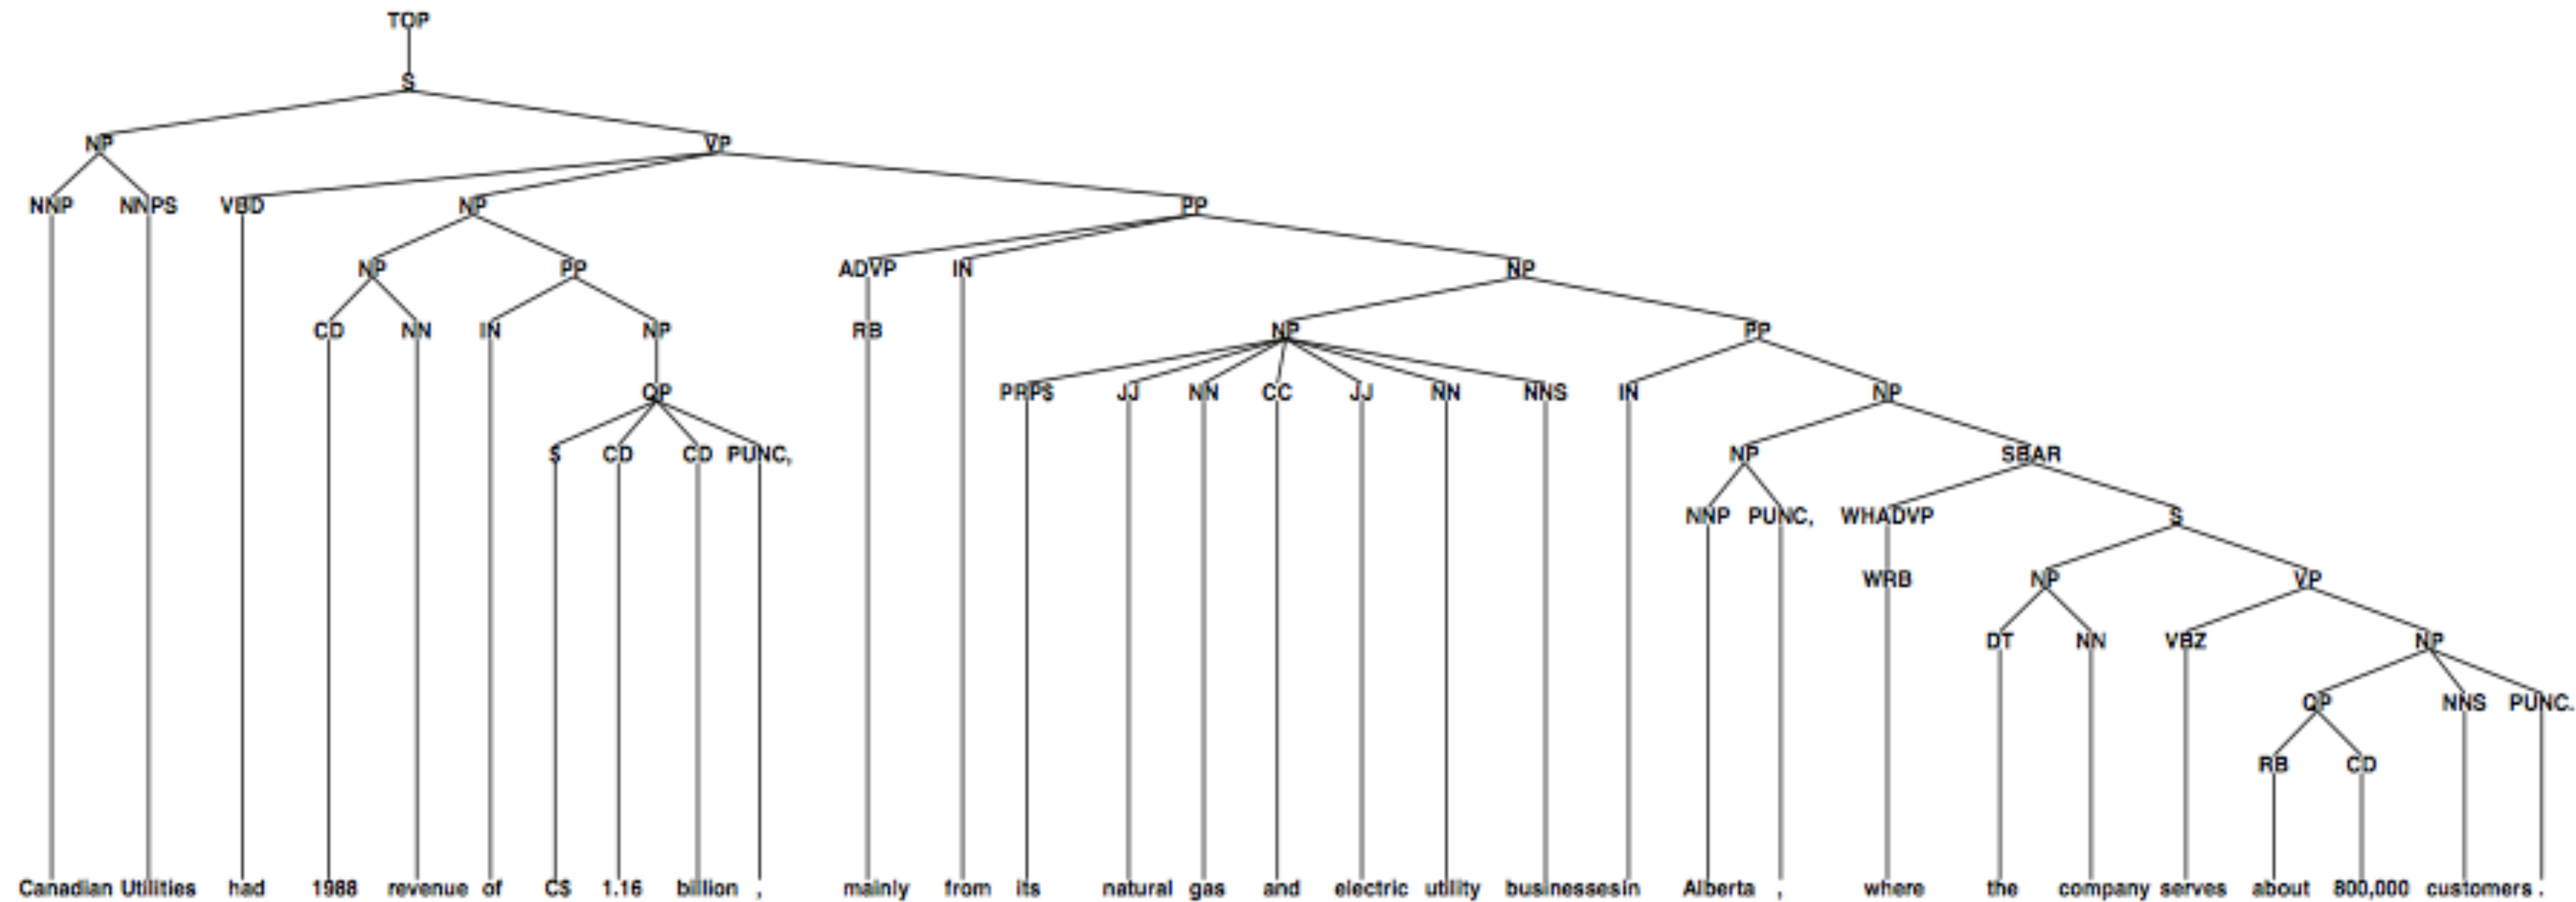 TOP
S
NP VP
NNP NNPS VBD NP PP
NP PP ADVP IN NP
CD NN IN NP RB NP PP
QP PRP$ JJ NN CC JJ NN NNS IN NP
$ CD CD PUNC, NP SBAR
NNP PUNC, WHADVP S
WRB NP VP
DT NN VBZ NP
QP NNS PUNC.
RB CD
Canadian Utilities had 1988 revenue of C$ 1.16 billion , mainly from its natural gas and electric utility businesses in Alberta , where the company serves about 800,000 customers .